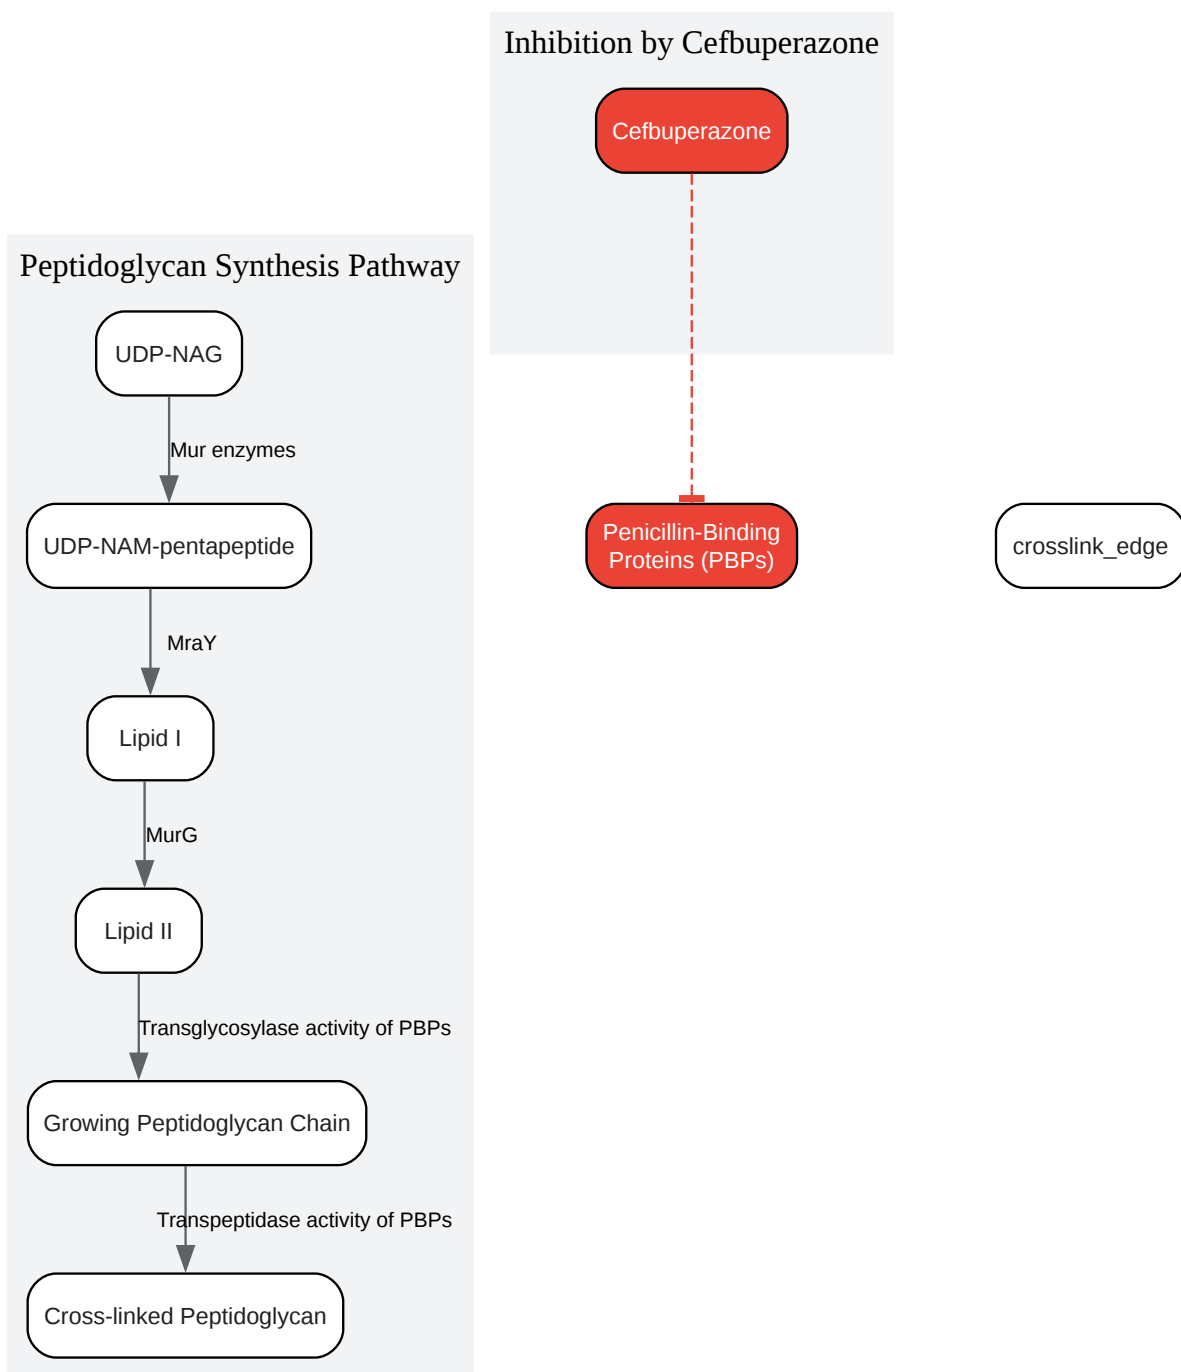 Inhibition by Cefbuperazone
Cefbuperazone
Peptidoglycan Synthesis Pathway
UDP-NAG
Mur enzymes
UDP-NAM-pentapeptide
Penicillin-Binding
Proteins (PBPs)
crosslink_edge
MraY
Lipid I
MurG
Lipid II
Transglycosylase activity of PBPs
Growing Peptidoglycan Chain
Transpeptidase activity of PBPs
Cross-linked Peptidoglycan